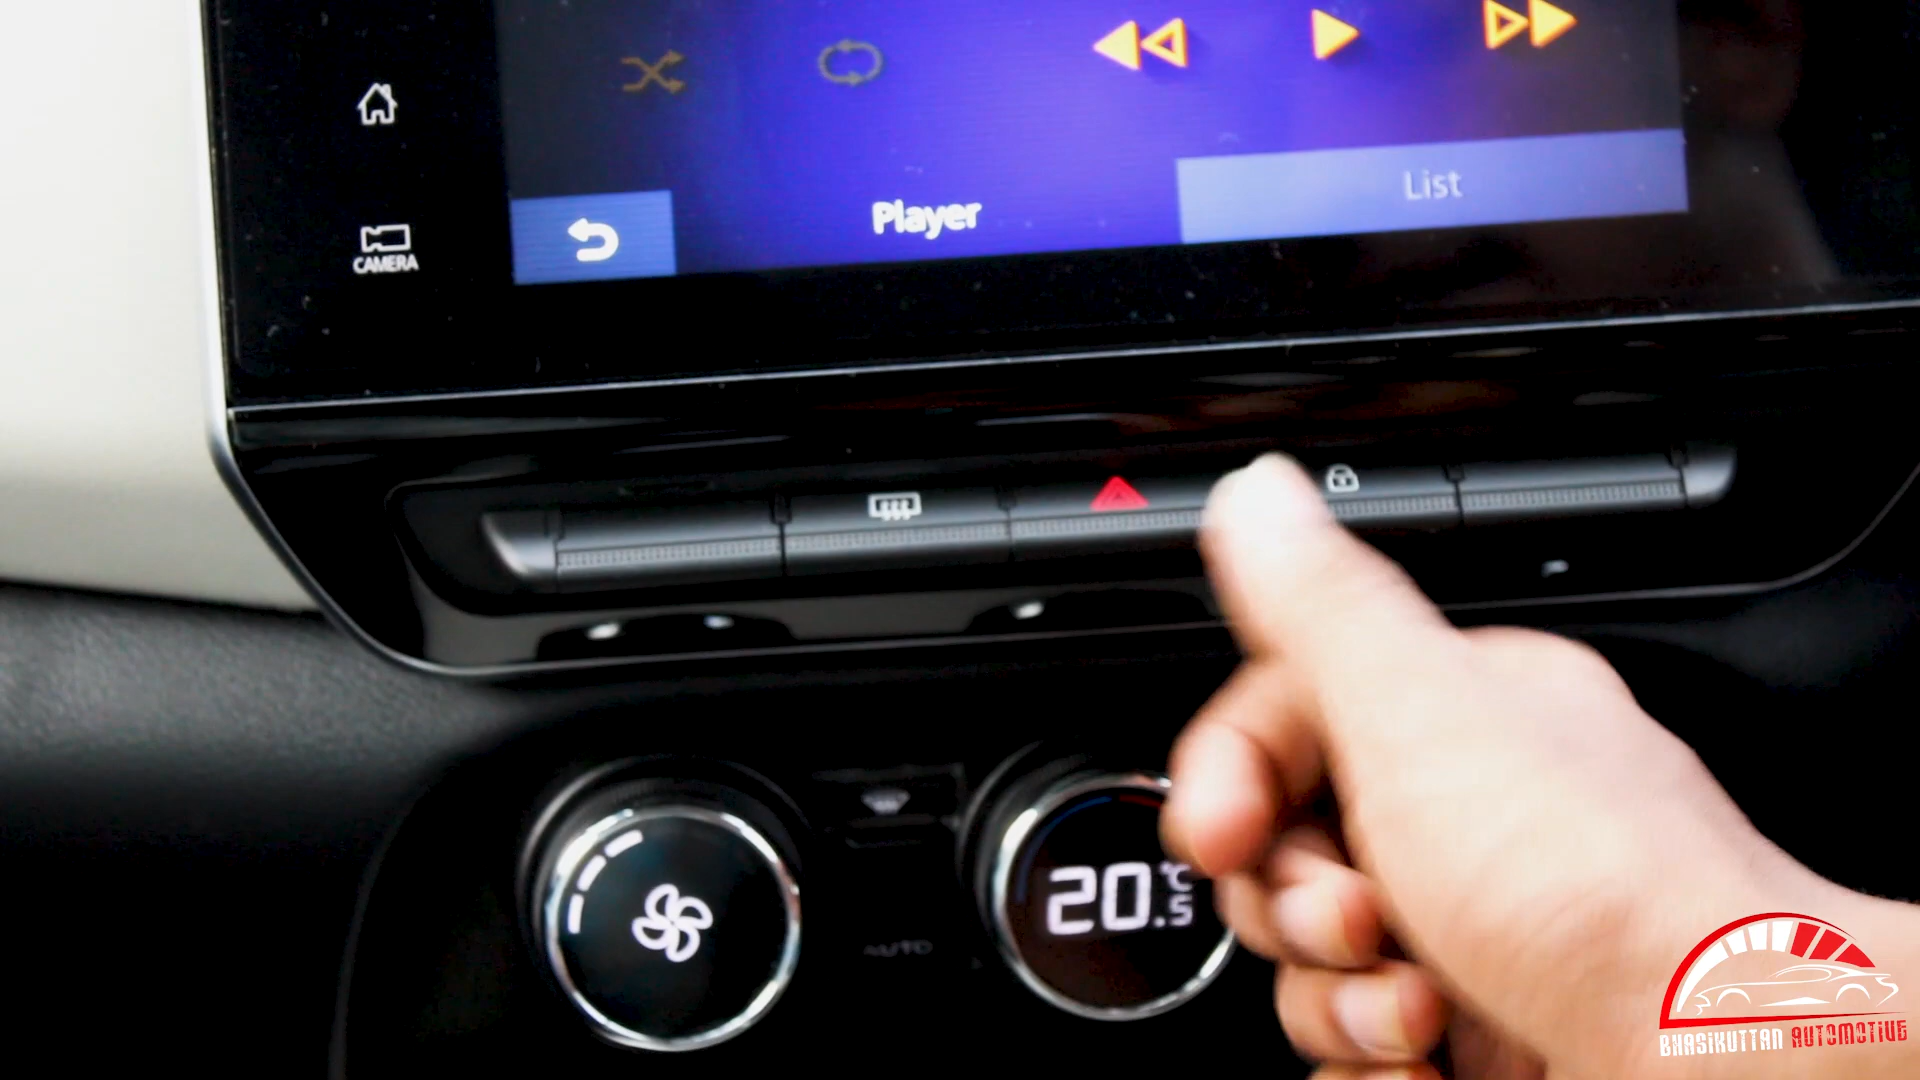 List
Player
CAMERA
20.5
°C
AUTO
BHASIKUTTAN AUTOMOTIVE